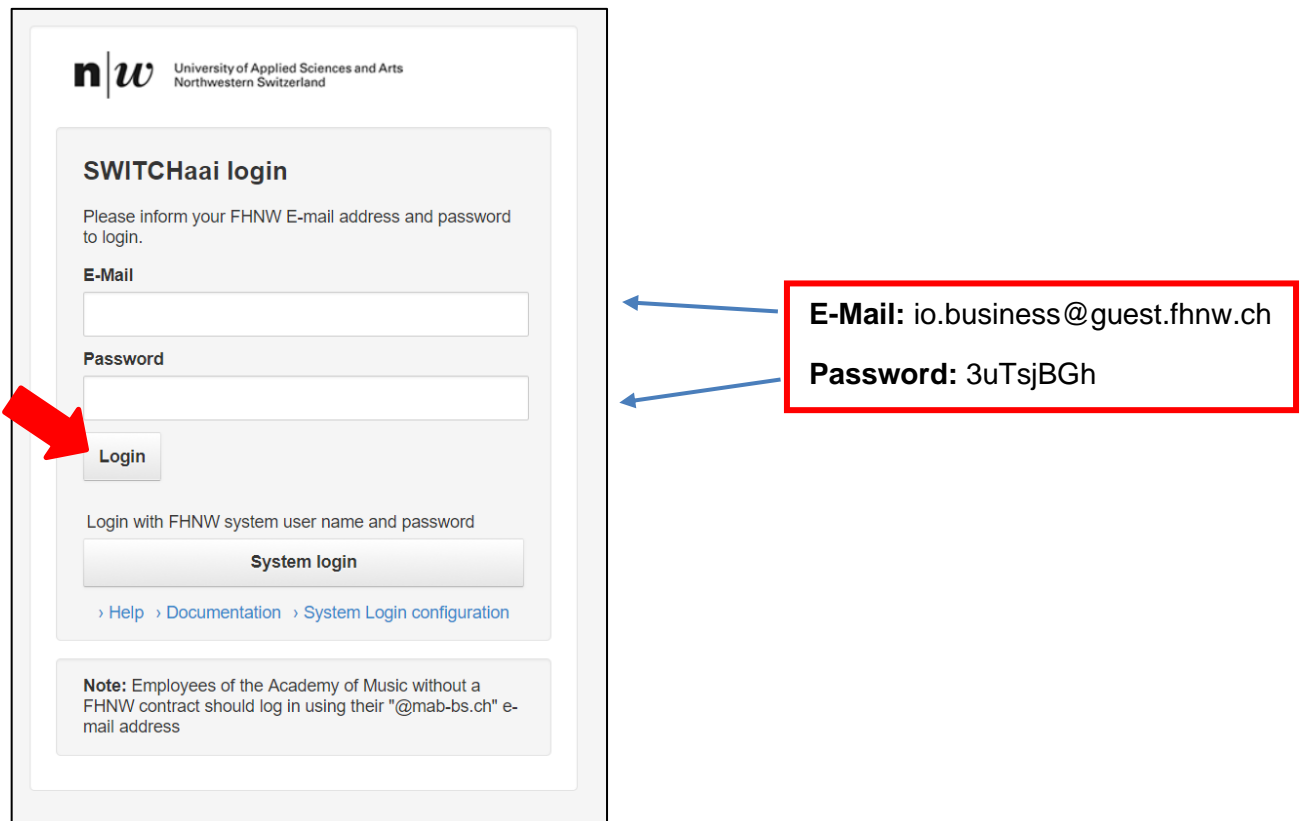 n|w University of Applied Sciences and Arts
Northwestern Switzerland
SWITCHaai login
Please inform your FHNW E-mail address and password
to login.
E-Mail
Password
Login
Login with FHNW system user name and password
System login
› Help › Documentation › System Login configuration
Note: Employees of the Academy of Music without a
FHNW contract should log in using their "@mab-bs.ch" e-
mail address
E-Mail: io.business@guest.fhnw.ch
Password: 3uTsjBGh